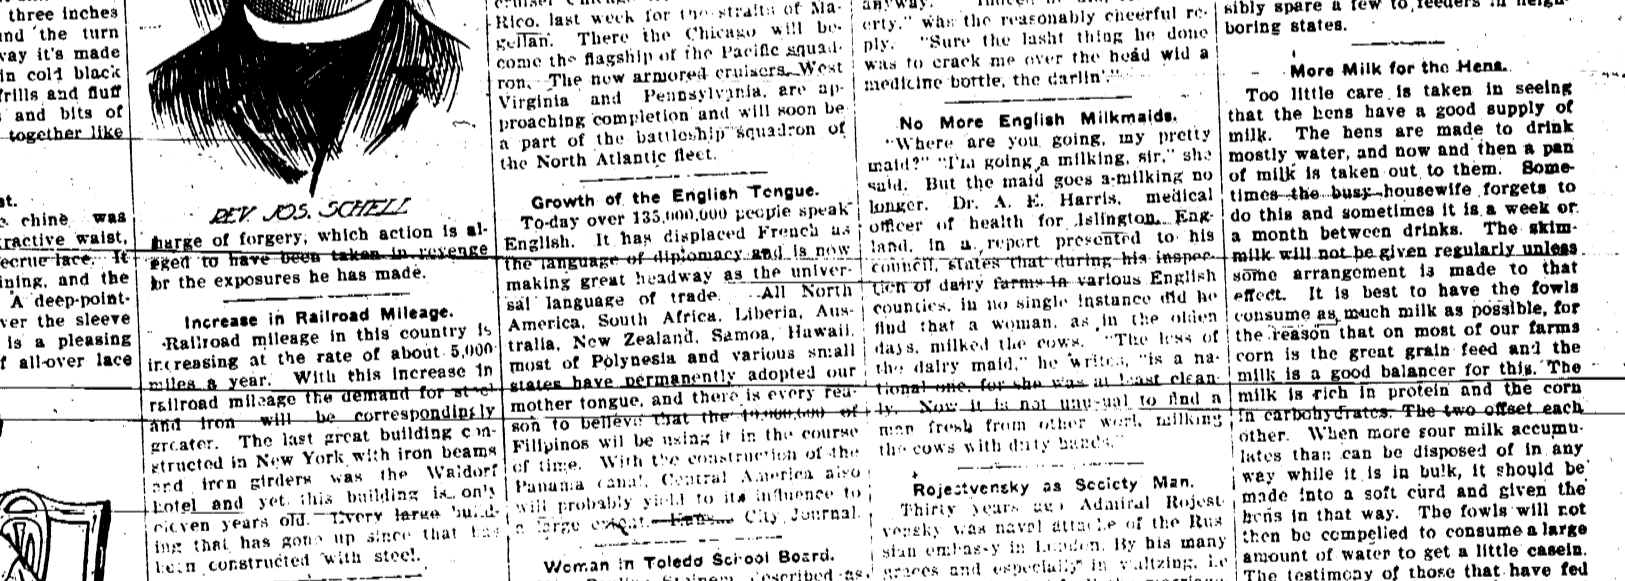 three inches
and the turn
way it's made
in cold black
frills and fluff
and bits of
together like
st.
chine was
tractive waist,
ecrue lace. It
ining, and the
A deep-point-
ver the sleeve
is a pleasing
f all-over lace
REV. JOS. SCHELL
harge of forgery, which action is al-
eged to have been taken in revenge
or the exposures he has made.
Increase in Railroad Mileage.
Railroad mileage in this country is
increasing at the rate of about 5,000
miles a year. With this increase in
railroad mileage the demand for steel
and iron will be correspondingly
greater. The last great building con-
structed in New York with iron beams
and iron girders was the Waldorf
hotel and yet this building is only
eleven years old. Every large build-
ing that has gone up since that has
been constructed with steel.
Rico, last week for the straits of Ma-
gellan. There the Chicago will be-
come the flagship of the Pacific squad-
ron. The new armored cruisers West
Virginia and Pennsylvania, are ap-
proaching completion and will soon be
a part of the battleship squadron of
the North Atlantic fleet.
Growth of the English Tongue.
To-day over 135,000,000 people speak
English. It has displaced French as
the language of diplomacy and is now
making great headway as the univer-
sal language of trade. All North
America, South Africa, Liberia, Aus-
tralia, New Zealand, Samoa, Hawaii,
most of Polynesia and various small
states have permanently adopted our
mother tongue, and there is every rea-
son to believe that the 10,000,000 of
Filipinos wil be using it in the course
of time. With the construction of the
Panama canal, Central America also
will probably yield to its influence to
a large extent.—Kansas City Journal.
Woman in Toledo School Board.
described as
anyway.
erty." was the reasonably cheerful re-
ply. "Sure the lasht thing he done
was to crack me over the head wid a
medicine bottle, the darlin'."
No More English Milkmaids.
"Where are you going, my pretty
maid?" "I'm going a milking, sir," she
said. But the maid goes a-milking no
longer. Dr. A. E. Harris, medical
officer of health for Islington, Eng-
land, in a report presented to his
council, states that during his inspec-
tion of dairy farms in various English
counties, in no single instance did he
find that a woman, as in the olden
days, milked the cows. "The loss of
the dairy maid," he writes, "is a na-
tional one, for she was at least clean-
ly. Now it is not unusual to find a
man fresh from other work, milking
the cows with dirty hands."
Rojestvensky as Society Man.
Thirty years ago Admiral Rojest-
vensky was naval attache of the Rus
sian embassy in London. By his many
graces and especially in waltzing, he
sibly spare a few to feeders in neigh-
boring states.
More Milk for the Hens.
Too little care is taken in seeing
that the hens have a good supply of
milk. The hens are made to drink
mostly water, and now and then a pan
of milk is taken out to them. Some-
times the busy housewife forgets to
do this and sometimes it is a week or
a month between drinks. The skim-
milk will not be given regularly unless
some arrangement is made to that
effect. It is best to have the fowls
consume as much milk as possible, for
the reason that on most of our farms
corn is the great grain feed and the
milk is a good balancer for this. The
milk is rich in protein and the corn
in carbohydrates. The two offset each
other. When more sour milk accumu-
lates than can be disposed of in any
way while it is in bulk, it should be
made into a soft curd and given the
hens in that way. The fowls will not
then be compelled to consume a large
amount of water to get a little casein.
The testimony of those that have fed